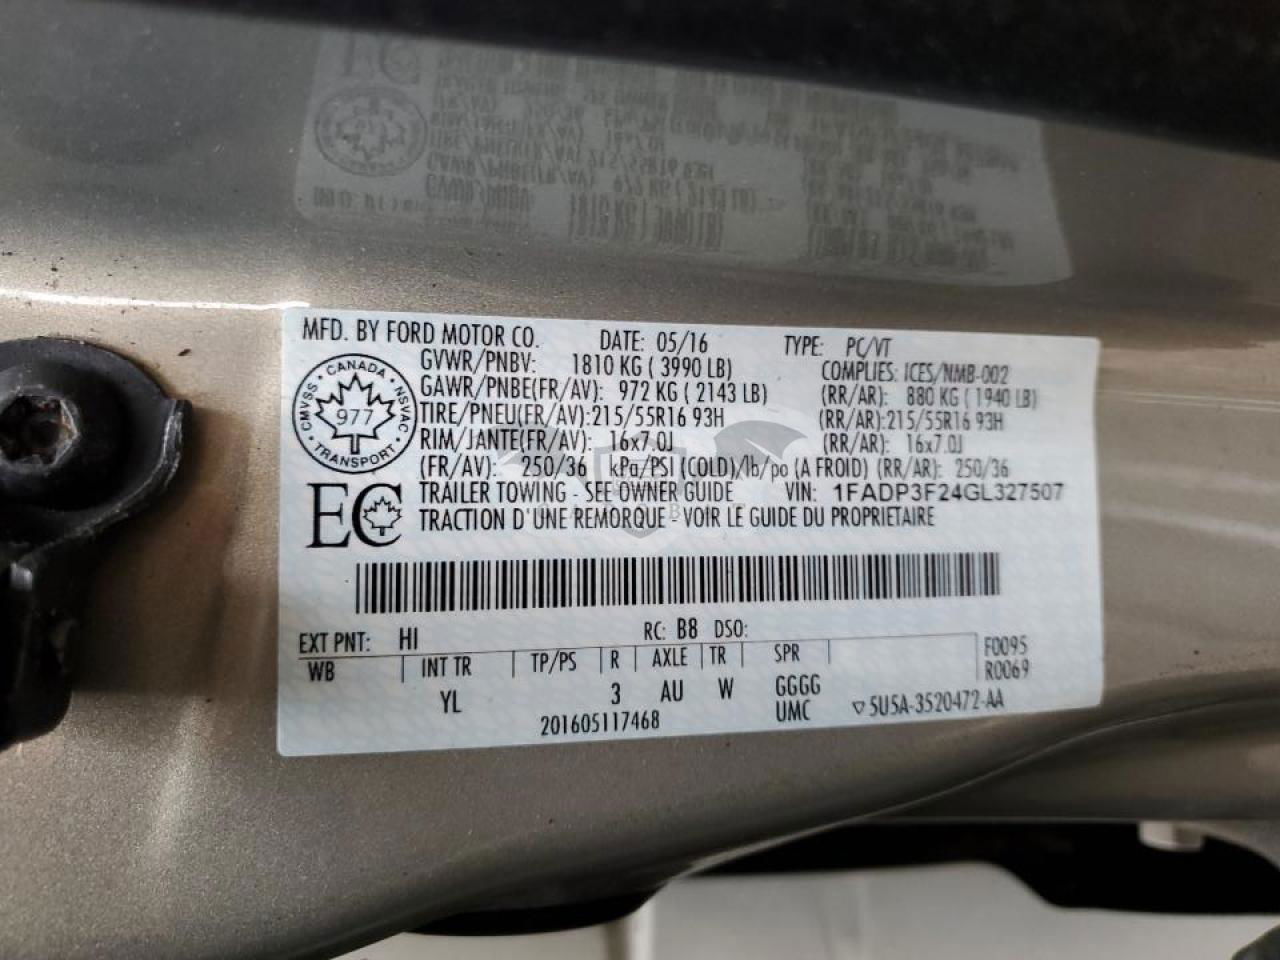 MFD. BY FORD MOTOR CO. DATE: 05/16 TYPE: PC/VT
GVWR/PNBV: 1810 KG ( 3990 LB) COMPLIES: ICES/NMB-002
GAWR/PNBE(FR/AV): 972 KG ( 2143 LB) (RR/AR): 880 KG ( 1940 LB)
TIRE/PNEU(FR/AV):215/55R16 93H (RR/AR):215/55R16 93H
RIM/JANTE(FR/AV): 16x7.0J (RR/AR): 16x7.0J
(FR/AV): 250/36 kPa/PSI (COLD)/lb/po (A FROID) (RR/AR): 250/36
TRAILER TOWING - SEE OWNER GUIDE VIN: 1FADP3F24GL327507
TRACTION D'UNE REMORQUE - VOIR LE GUIDE DU PROPRIETAIRE
CANADA
CMVSS 977 NSVAC
TRANSPORT
EC
EXT PNT: HI RC: B8 DSO:
WB INT TR TP/PS R AXLE TR SPR F0095
R0069
YL 3 AU W GGGG
UMC ▽5U5A-3520472-AA
201605117468